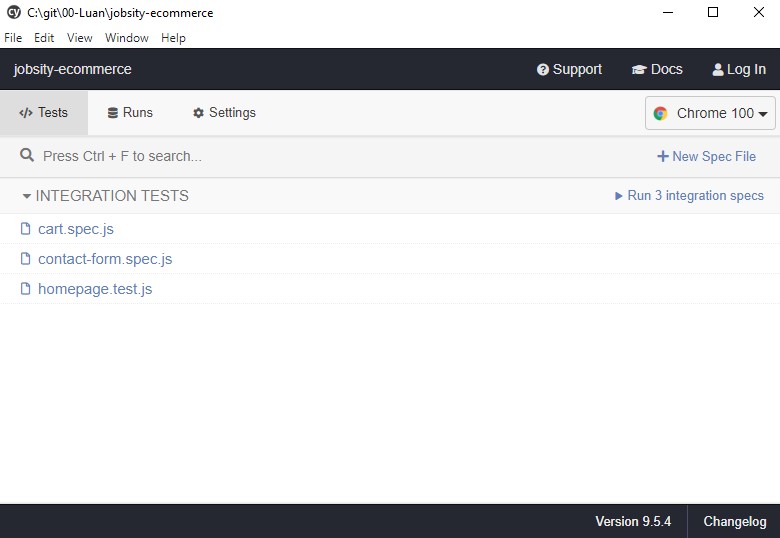 cy C:\git\00-Luan\jobsity-ecommerce
File Edit View Window Help
jobsity-ecommerce Support Docs Log In
</> Tests Runs Settings Chrome 100
Press Ctrl + F to search... + New Spec File
INTEGRATION TESTS Run 3 integration specs
cart.spec.js
contact-form.spec.js
homepage.test.js
Version 9.5.4 Changelog